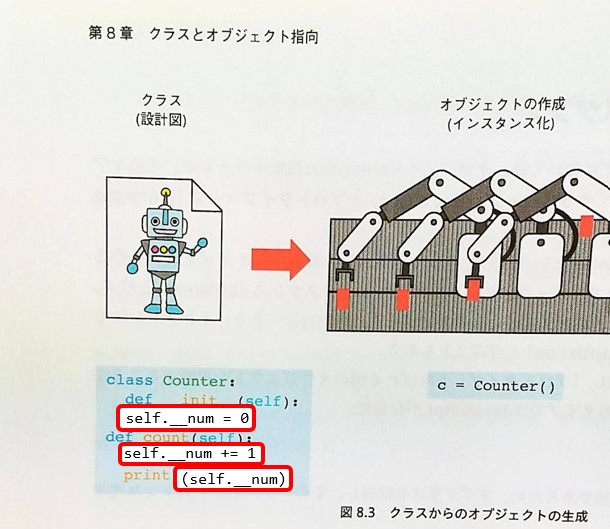 第8章 クラスとオブジェクト指向
クラス
(設計図)
オブジェクトの作成
(インスタンス化)
class Counter:
def __init__(self):
self.__num = 0
def count(self):
self.__num += 1
print(self.__num)
c = Counter()
図 8.3 クラスからのオブジェクトの生成